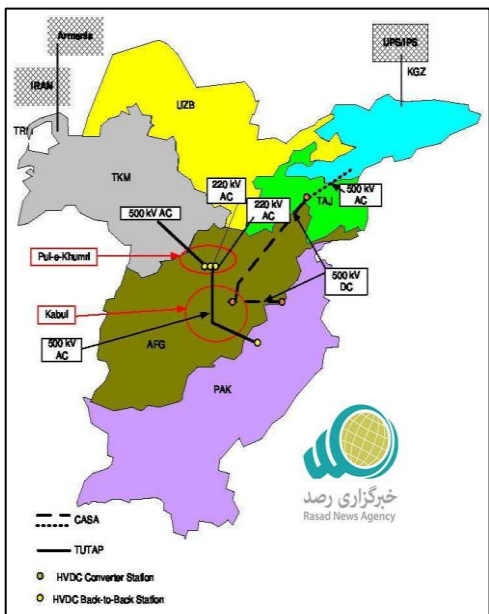 Armenia
UPS/IPS
IRAN
KGZ
UZB
TKM
220 kV
AC
220 kV
AC
TAJ
500 kV
AC
500 kV AC
Pul-e-Khumri
500 kV
DC
Kabul
500 kV
AC
AFG
PAK
خبرگزاری رصد
Rasad News Agency
CASA
TUTAP
HVDC Converter Station
HVDC Back-to-Back Station